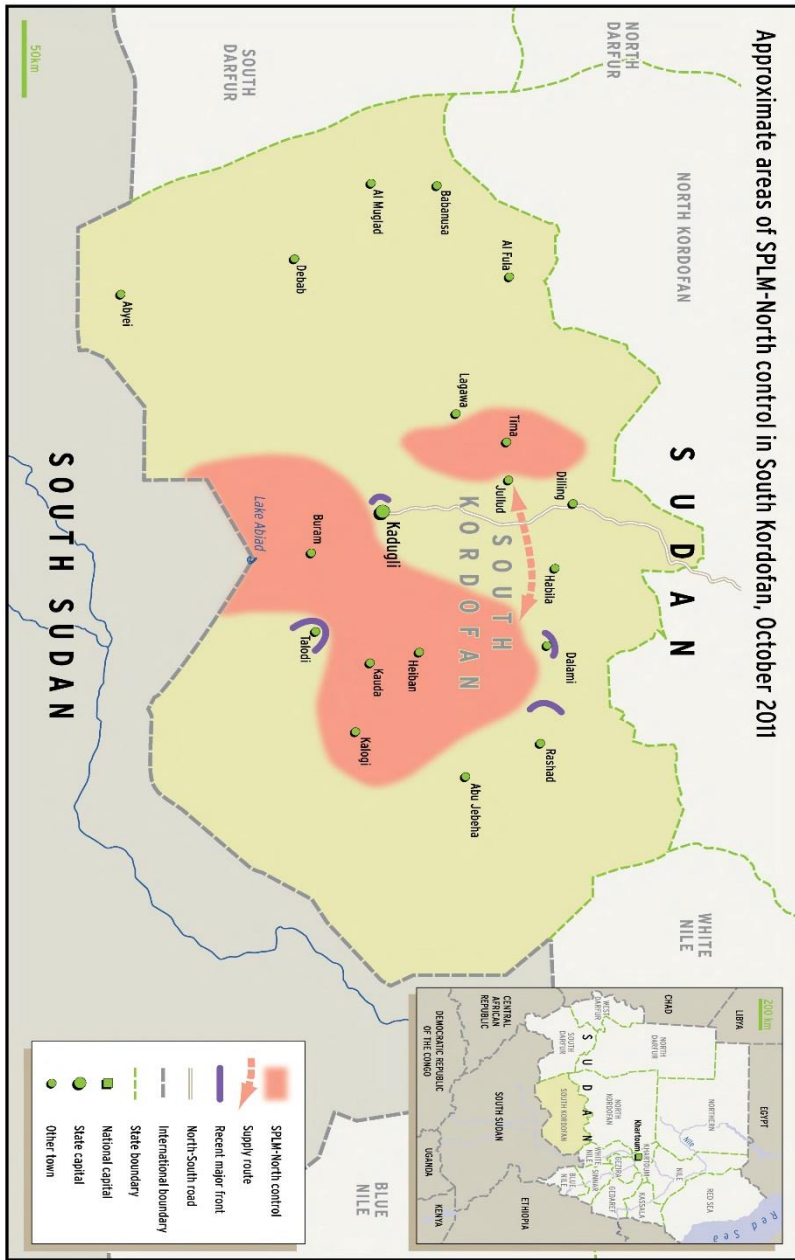 Approximate areas of SPLM-North control in South Kordofan, October 2011
NORTH
DARFUR
NORTH KORDOFAN
SUDAN
WHITE
NILE
SOUTH
DARFUR
SOUTH
KORDOFAN
Al Fula
Babanusa
Al Muglad
Debab
Abyei
Lagawa
Tima
Jullud
Dilling
Habila
Dalami
Rashad
Abu Jebeha
Kadugli
Heiban
Kauda
Kalogi
Buram
Talodi
Lake Abiad
SOUTH SUDAN
BLUE
NILE
50km
LIBYA
EGYPT
CHAD
NORTHERN
Nile
RED SEA
Red Sea
NORTH
DARFUR
NILE
KHARTOUM
Khartoum
KASSALA
NORTH
KORDOFAN
GEZIRA
GEDAREF
WEST
DARFUR
SUDAN
WHITE
NILE
SINNAR
SOUTH
DARFUR
SOUTH KORDOFAN
BLUE
NILE
CENTRAL
AFRICAN
REPUBLIC
SOUTH SUDAN
ETHIOPIA
DEMOCRATIC REPUBLIC
OF THE CONGO
UGANDA
KENYA
200 km
SPLM-North control
Supply route
Recent major front
North-South road
International boundary
State boundary
National capital
State capital
Other town